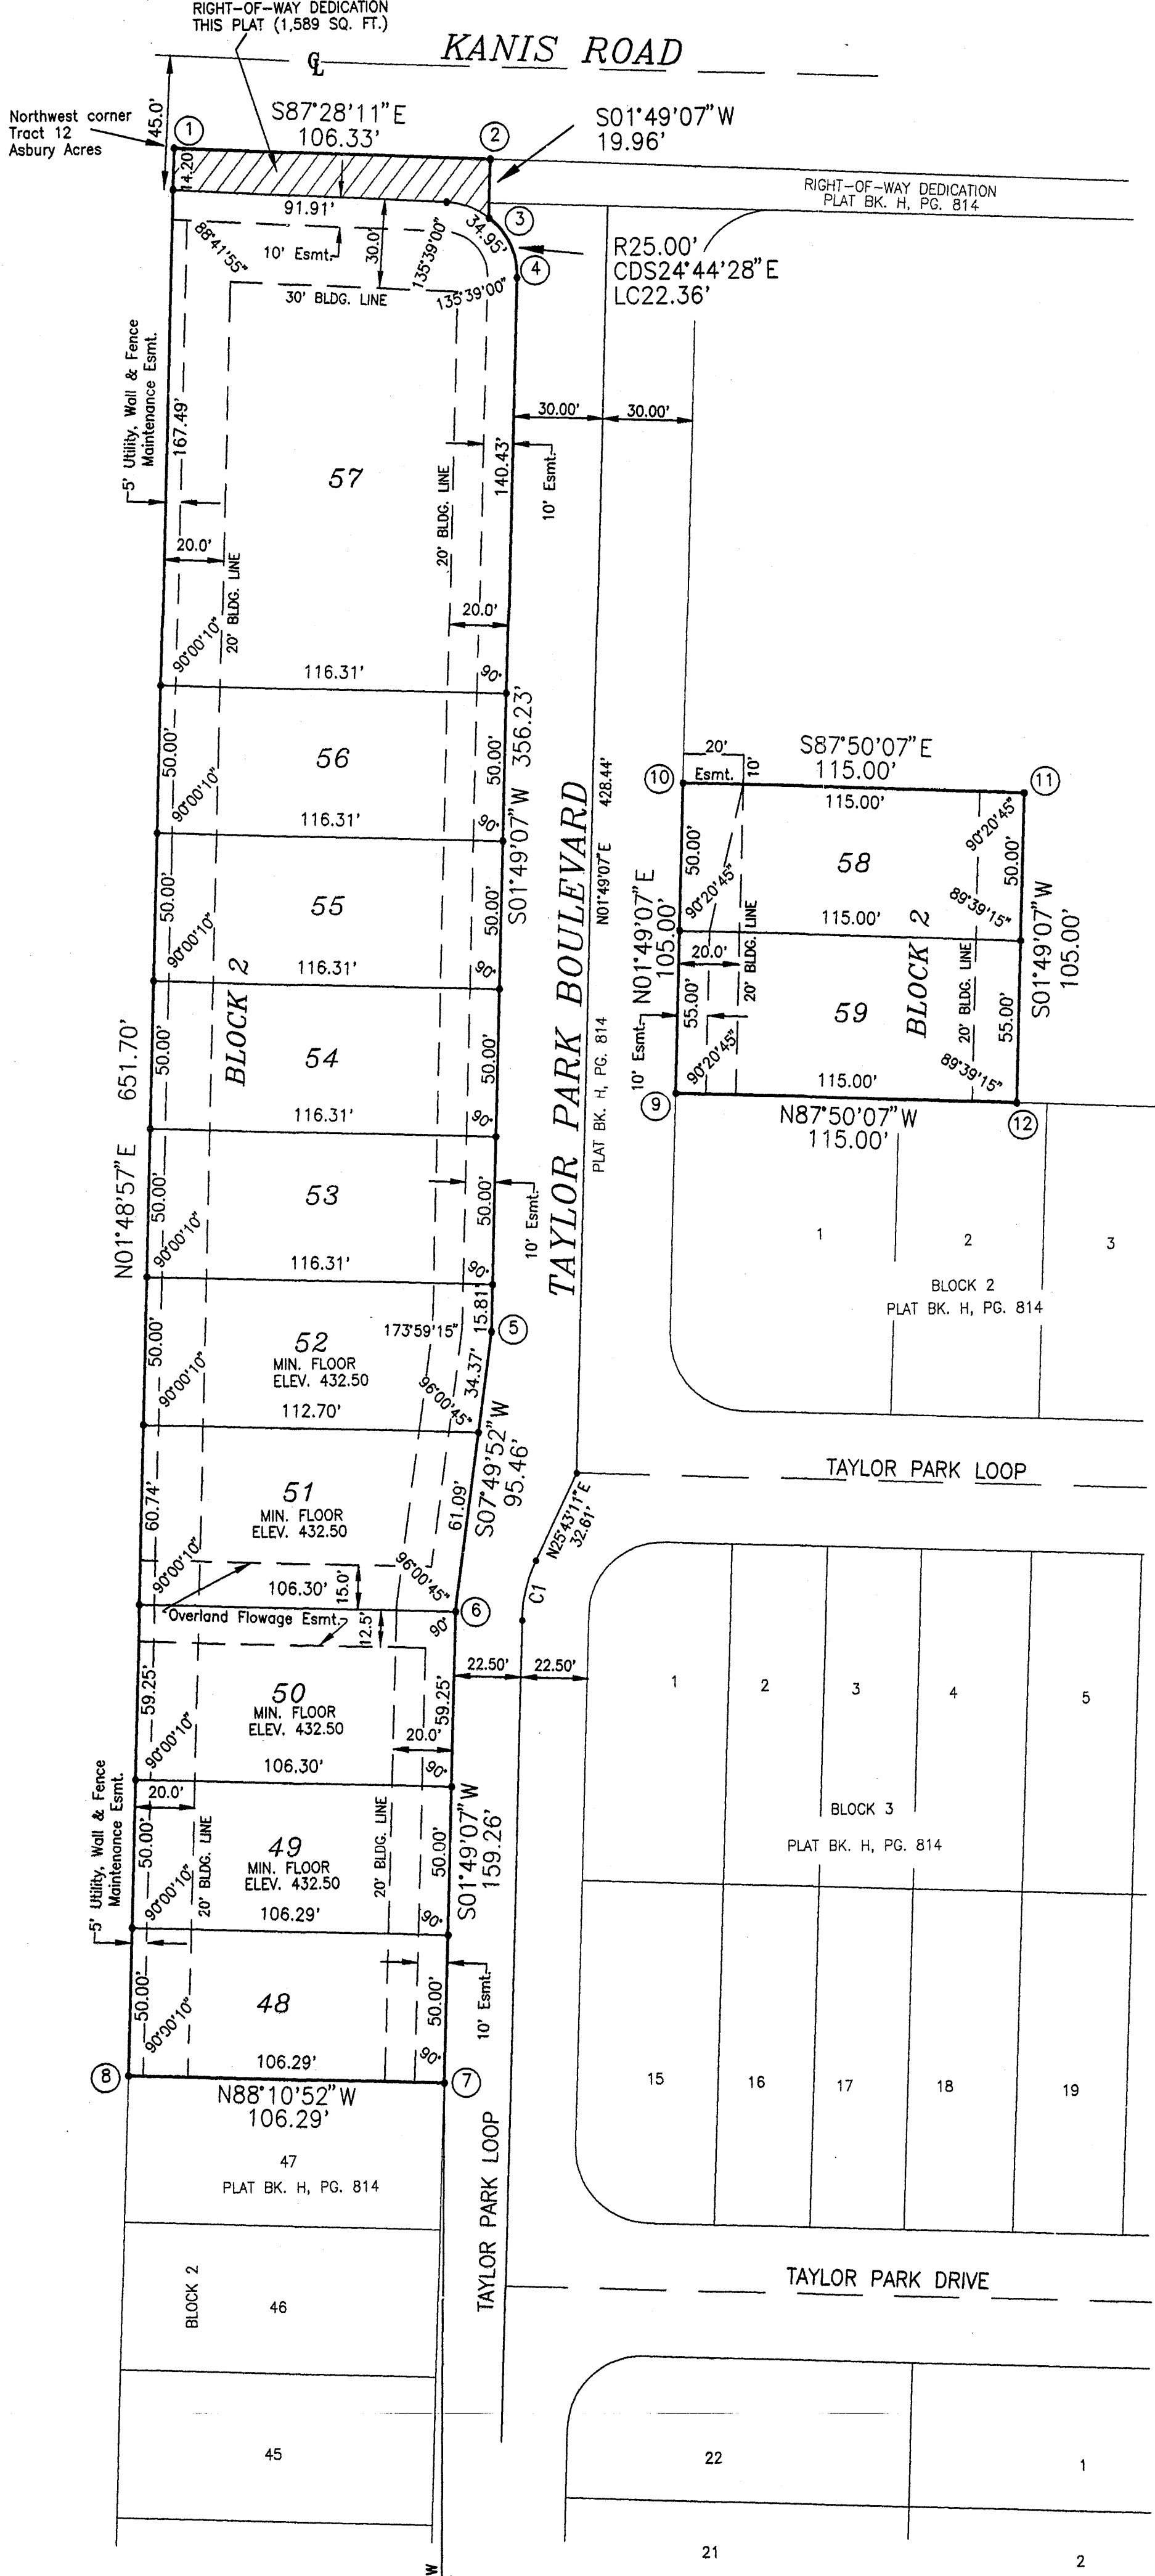 RIGHT-OF-WAY DEDICATION
THIS PLAT (1,589 SQ. FT.)
KANIS ROAD
℄
45.0'
Northwest corner
Tract 12
Asbury Acres
1
S87°28'11"E
106.33'
2
S01°49'07"W
19.96'
14.20'
RIGHT-OF-WAY DEDICATION
PLAT BK. H, PG. 814
91.91'
34.95'
3
88°41'55"
10' Esmt.
30.0'
135°39'00"
135°39'00"
4
R25.00'
CDS24°44'28"E
LC22.36'
30' BLDG. LINE
5' Utility, Wall & Fence
Maintenance Esmt.
167.49'
30.00'
30.00'
57
20' BLDG. LINE
140.43'
10' Esmt.
20.0'
20' BLDG. LINE
20.0'
90°00'10"
116.31'
90°
50.00'
56
50.00'
S01°49'07"W 356.23'
90°00'10"
116.31'
90°
50.00'
55
50.00'
90°00'10"
116.31'
90°
BLOCK 2
50.00'
54
50.00'
116.31'
90°
N01°48'57"E 651.70'
50.00'
53
50.00'
10' Esmt.
90°00'10"
116.31'
90°
15.81'
173°59'15"
5
50.00'
52
MIN. FLOOR
ELEV. 432.50
34.37'
90°00'10"
96°00'45"
112.70'
S07°49'52"W
95.46'
60.74'
51
MIN. FLOOR
ELEV. 432.50
61.09'
90°00'10"
106.30'
15.0'
96°00'45"
6
Overland Flowage Esmt.
12.5'
90°
59.25'
50
MIN. FLOOR
ELEV. 432.50
59.25'
22.50'
22.50'
90°00'10"
20.0'
106.30'
90°
5' Utility, Wall & Fence
Maintenance Esmt.
20.0'
50.00'
20' BLDG. LINE
49
MIN. FLOOR
ELEV. 432.50
20' BLDG. LINE
50.00'
S01°49'07"W
159.26'
90°00'10"
106.29'
90°
50.00'
48
50.00'
10' Esmt.
90°00'10"
106.29'
90°
8
7
N88°10'52"W
106.29'
47
PLAT BK. H, PG. 814
BLOCK 2
46
45
W
TAYLOR PARK LOOP
TAYLOR PARK BOULEVARD
N01°49'07"E 428.44'
PLAT BK. H, PG. 814
N25°43'11"E
32.61'
C1
20'
Esmt.
10'
S87°50'07"E
115.00'
10
11
115.00'
50.00'
58
90°20'45"
50.00'
90°20'45"
89°39'15"
115.00'
N01°49'07"E
105.00'
20.0'
20' BLDG. LINE
BLOCK 2
20' BLDG. LINE
S01°49'07"W
105.00'
55.00'
59
55.00'
10' Esmt.
90°20'45"
89°39'15"
115.00'
9
N87°50'07"W
115.00'
12
1
2
3
BLOCK 2
PLAT BK. H, PG. 814
TAYLOR PARK LOOP
1
2
3
4
5
BLOCK 3
PLAT BK. H, PG. 814
15
16
17
18
19
TAYLOR PARK DRIVE
22
1
21
2